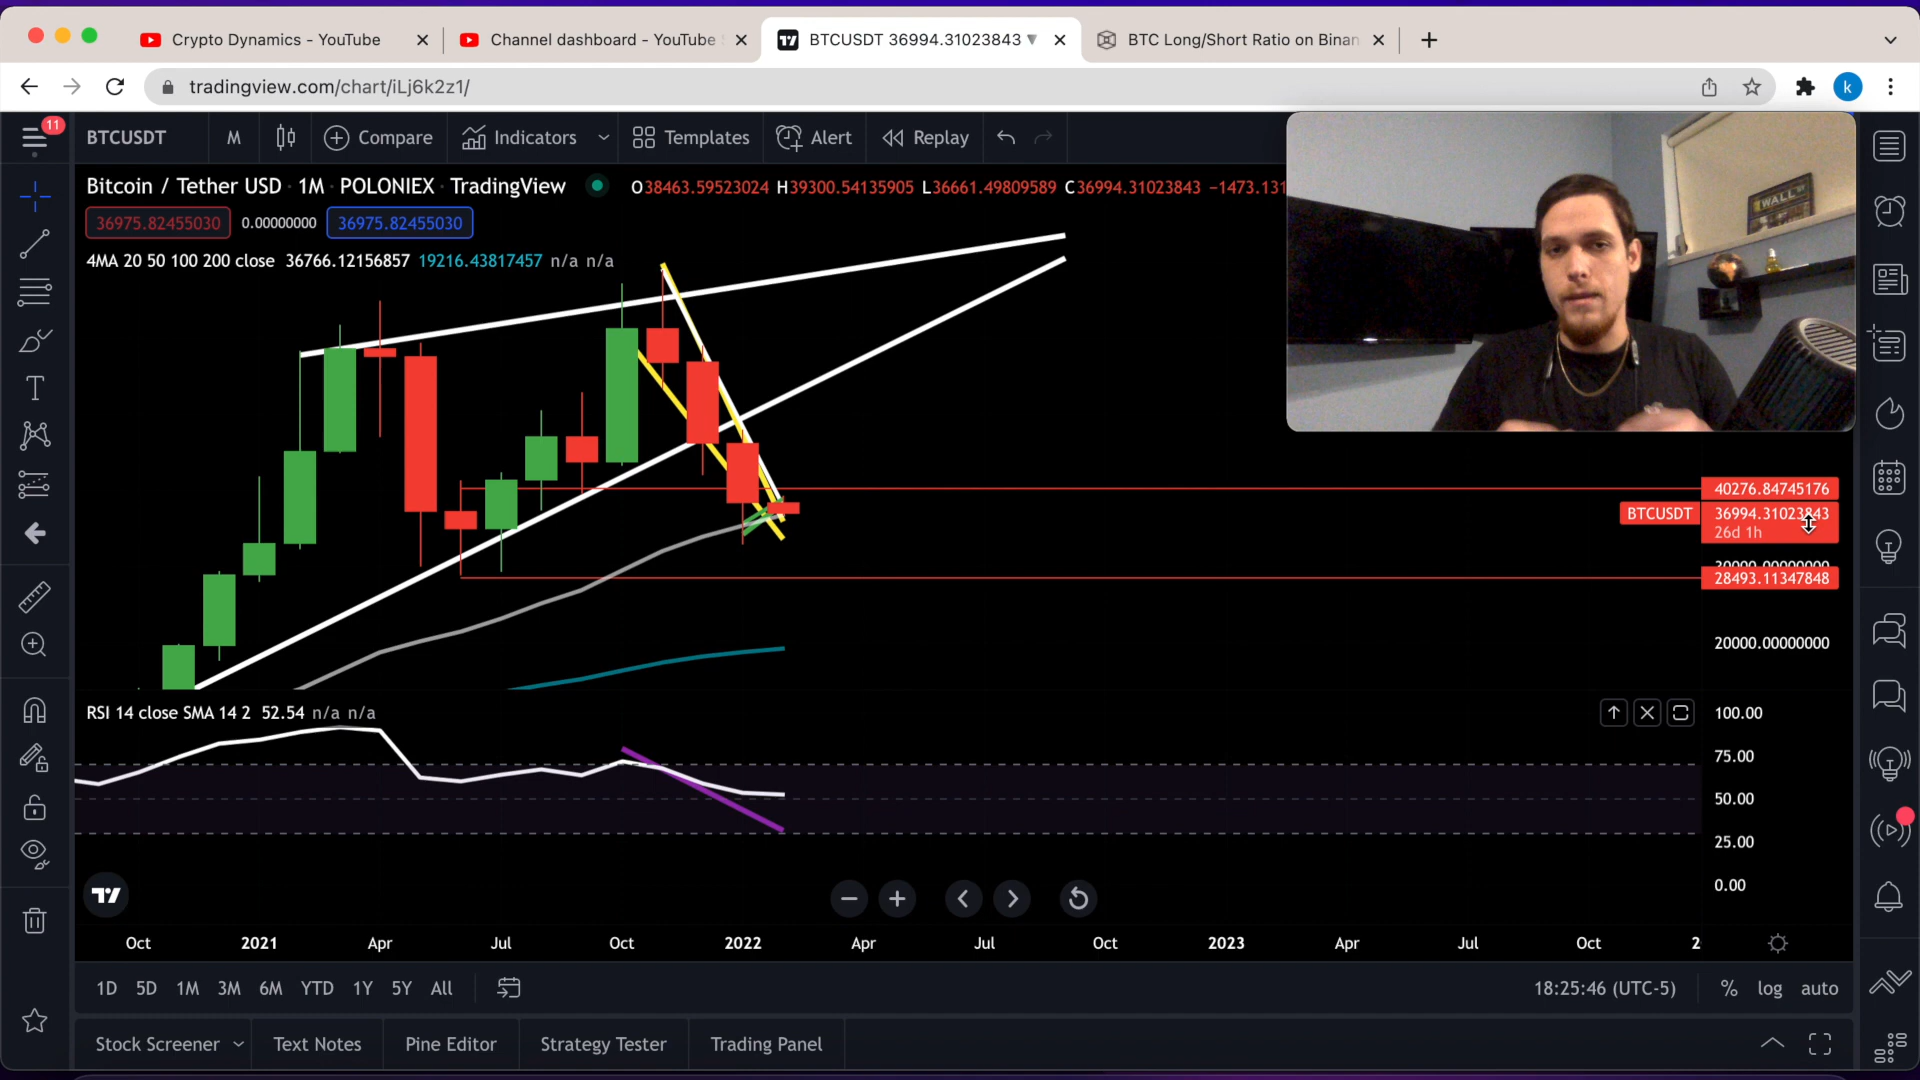 Crypto Dynamics - YouTube
Channel dashboard - YouTube
BTCUSDT 36994.31023843 ▼
BTC Long/Short Ratio on Binan
tradingview.com/chart/iLj6k2z1/
k
11
BTCUSDT M Compare Indicators Templates Alert Replay
Bitcoin / Tether USD · 1M · POLONIEX · TradingView O38463.59523024 H39300.54135905 L36661.49809589 C36994.31023843 −1473.131
36975.82455030 0.00000000 36975.82455030
4MA 20 50 100 200 close 36766.12156857 19216.43817457 n/a n/a
WALL
40276.84745176
BTCUSDT 36994.31023843
26d 1h
30000.00000000
28493.11347848
20000.00000000
RSI 14 close SMA 14 2 52.54 n/a n/a
100.00
75.00
50.00
25.00
0.00
Oct 2021 Apr Jul Oct 2022 Apr Jul Oct 2023 Apr Jul Oct 2
1D 5D 1M 3M 6M YTD 1Y 5Y All 18:25:46 (UTC-5) % log auto
Stock Screener Text Notes Pine Editor Strategy Tester Trading Panel